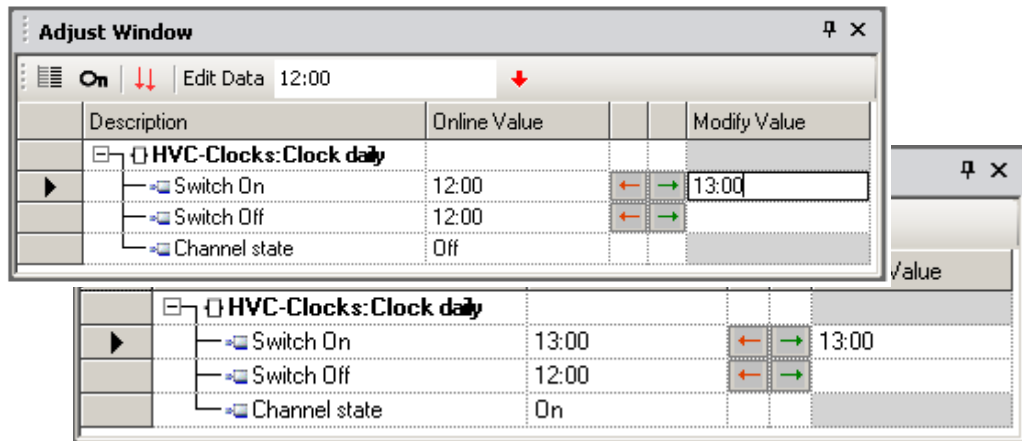 Adjust Window
On Edit Data 12:00
Description Online Value Modify Value
HVC-Clocks:Clock daily
Switch On 12:00 13:00
Switch Off 12:00
Channel state Off
Value
HVC-Clocks:Clock daily
Switch On 13:00 13:00
Switch Off 12:00
Channel state On